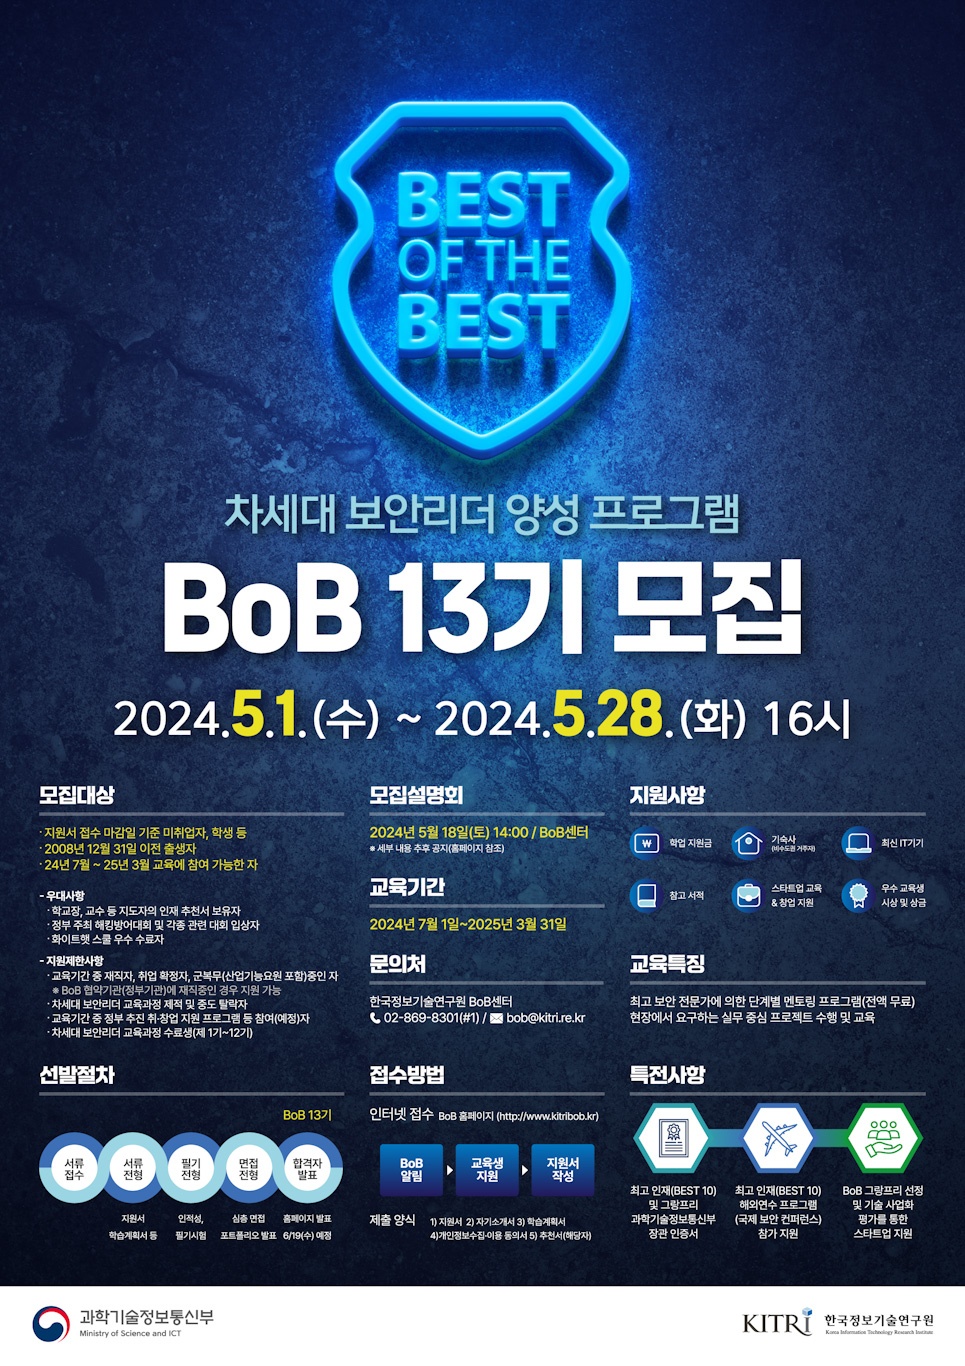 BEST
OF THE
BEST
차세대 보안리더 양성 프로그램
BoB 13기 모집
2024.5.1.(수) ~ 2024.5.28.(화) 16시
모집대상
· 지원서 접수 마감일 기준 미취업자, 학생 등
· 2008년 12월 31일 이전 출생자
· 24년 7월 ~ 25년 3월 교육에 참여 가능한 자
- 우대사항
· 학교장, 교수 등 지도자의 인재 추천서 보유자
· 정부 주최 해킹방어대회 및 각종 관련 대회 입상자
· 화이트햇 스쿨 우수 수료자
- 지원제한사항
· 교육기간 중 재직자, 취업 확정자, 군복무(산업기능요원 포함)중인 자
※ BoB 협약기관(정부기관)에 재직중인 경우 지원 가능
· 차세대 보안리더 교육과정 제적 및 중도 탈락자
· 교육기간 중 정부 추진 취·창업 지원 프로그램 등 참여(예정)자
· 차세대 보안리더 교육과정 수료생(제 1기~12기)
모집설명회
2024년 5월 18일(토) 14:00 / BoB센터
※ 세부 내용 추후 공지(홈페이지 참조)
교육기간
2024년 7월 1일~2025년 3월 31일
문의처
한국정보기술연구원 BoB센터
02-869-8301(#1) / bob@kitri.re.kr
지원사항
학업 지원금
기숙사
(비수도권 거주자)
최신 IT기기
참고 서적
스타트업 교육
& 창업 지원
우수 교육생
시상 및 상금
교육특징
최고 보안 전문가에 의한 단계별 멘토링 프로그램(전액 무료)
현장에서 요구하는 실무 중심 프로젝트 수행 및 교육
선발절차
BoB 13기
서류
접수
서류
전형
지원서
학습계획서 등
필기
전형
인적성,
필기시험
면접
전형
심층 면접
포트폴리오 발표
합격자
발표
홈페이지 발표
6/19(수) 예정
접수방법
인터넷 접수 BoB 홈페이지 (http://www.kitribob.kr)
BoB
알림
교육생
지원
지원서
작성
제출 양식
1) 지원서 2) 자기소개서 3) 학습계획서
4)개인정보수집·이용 동의서 5) 추천서(해당자)
특전사항
최고 인재(BEST 10)
및 그랑프리
과학기술정보통신부
장관 인증서
최고 인재(BEST 10)
해외연수 프로그램
(국제 보안 컨퍼런스)
참가 지원
BoB 그랑프리 선정
및 기술 사업화
평가를 통한
스타트업 지원
과학기술정보통신부
Ministry of Science and ICT
KITRi 한국정보기술연구원
Korea Information Technology Research Institute